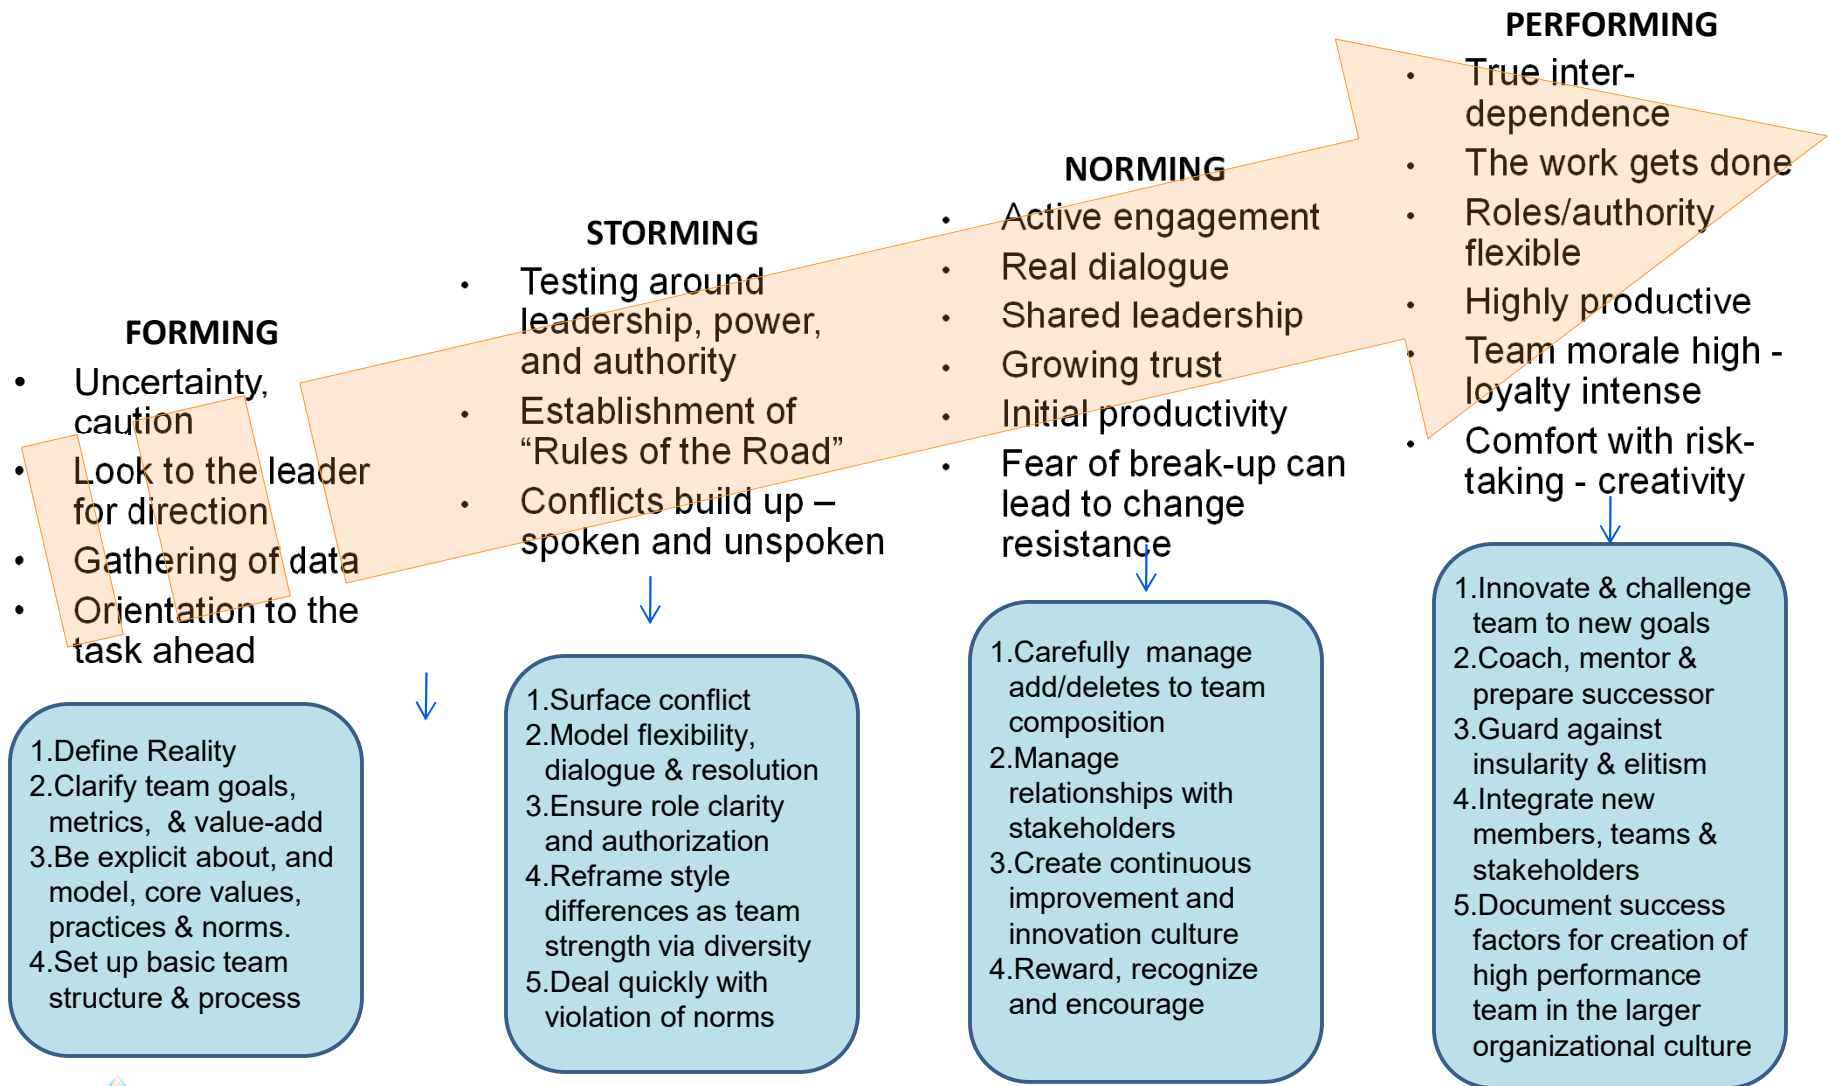 FORMING
• Uncertainty,
caution
• Look to the leader
for direction
• Gathering of data
• Orientation to the
task ahead
1.Define Reality
2.Clarify team goals,
metrics, & value-add
3.Be explicit about, and
model, core values,
practices & norms.
4.Set up basic team
structure & process
STORMING
• Testing around
leadership, power,
and authority
• Establishment of
“Rules of the Road”
• Conflicts build up –
spoken and unspoken
1.Surface conflict
2.Model flexibility,
dialogue & resolution
3.Ensure role clarity
and authorization
4.Reframe style
differences as team
strength via diversity
5.Deal quickly with
violation of norms
NORMING
• Active engagement
• Real dialogue
• Shared leadership
• Growing trust
• Initial productivity
• Fear of break-up can
lead to change
resistance
1.Carefully manage
add/deletes to team
composition
2.Manage
relationships with
stakeholders
3.Create continuous
improvement and
innovation culture
4.Reward, recognize
and encourage
PERFORMING
• True inter-
dependence
• The work gets done
• Roles/authority
flexible
• Highly productive
• Team morale high -
loyalty intense
• Comfort with risk-
taking - creativity
1.Innovate & challenge
team to new goals
2.Coach, mentor &
prepare successor
3.Guard against
insularity & elitism
4.Integrate new
members, teams &
stakeholders
5.Document success
factors for creation of
high performance
team in the larger
organizational culture